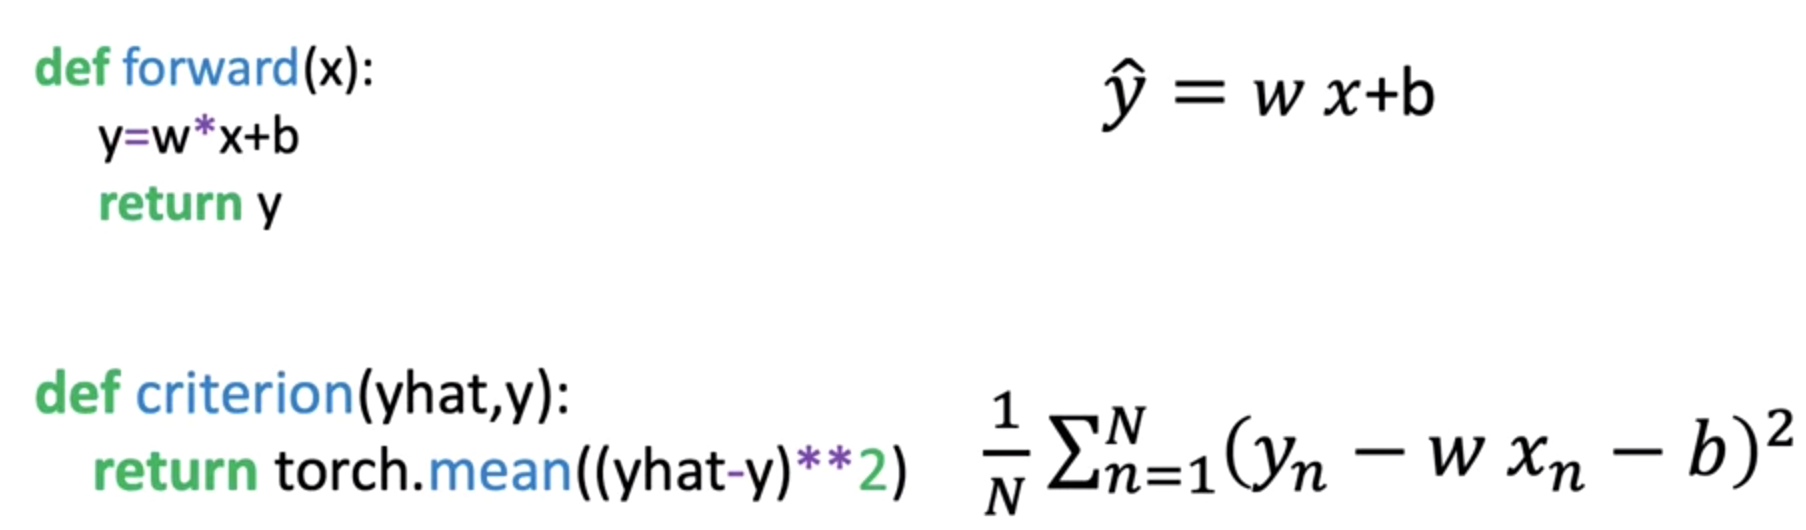 def forward(x):
y=w*x+b
return y
ŷ = w x+b
def criterion(yhat,y):
return torch.mean((yhat-y)**2)
1/N ∑_{n=1}^{N} (y_n − w x_n − b)^2